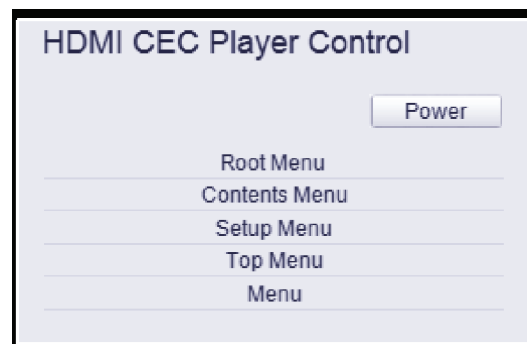 HDMI CEC Player Control
Power
Root Menu
Contents Menu
Setup Menu
Top Menu
Menu